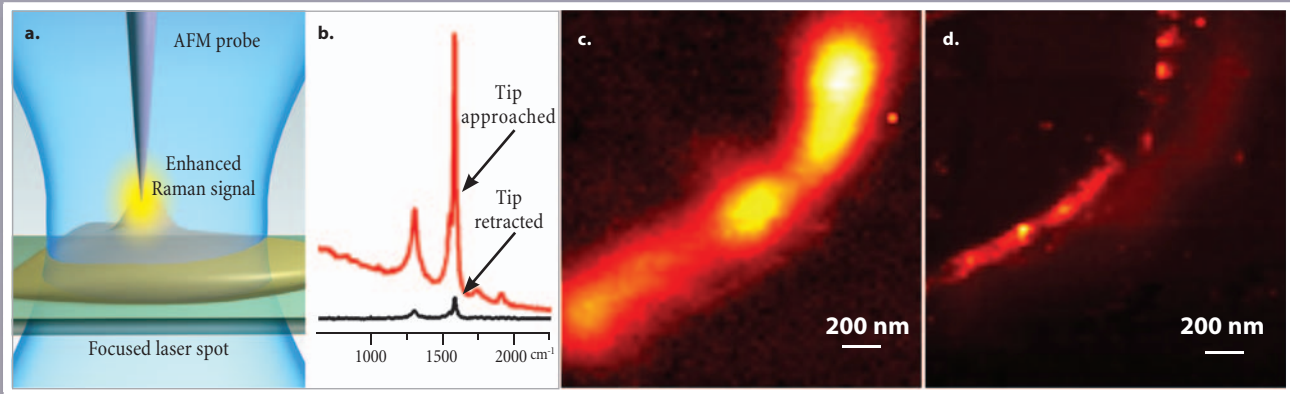 a.
AFM probe
Enhanced
Raman signal
Focused laser spot
b.
Tip
approached
Tip
retracted
1000 1500 2000 cm⁻¹
c.
200 nm
d.
200 nm